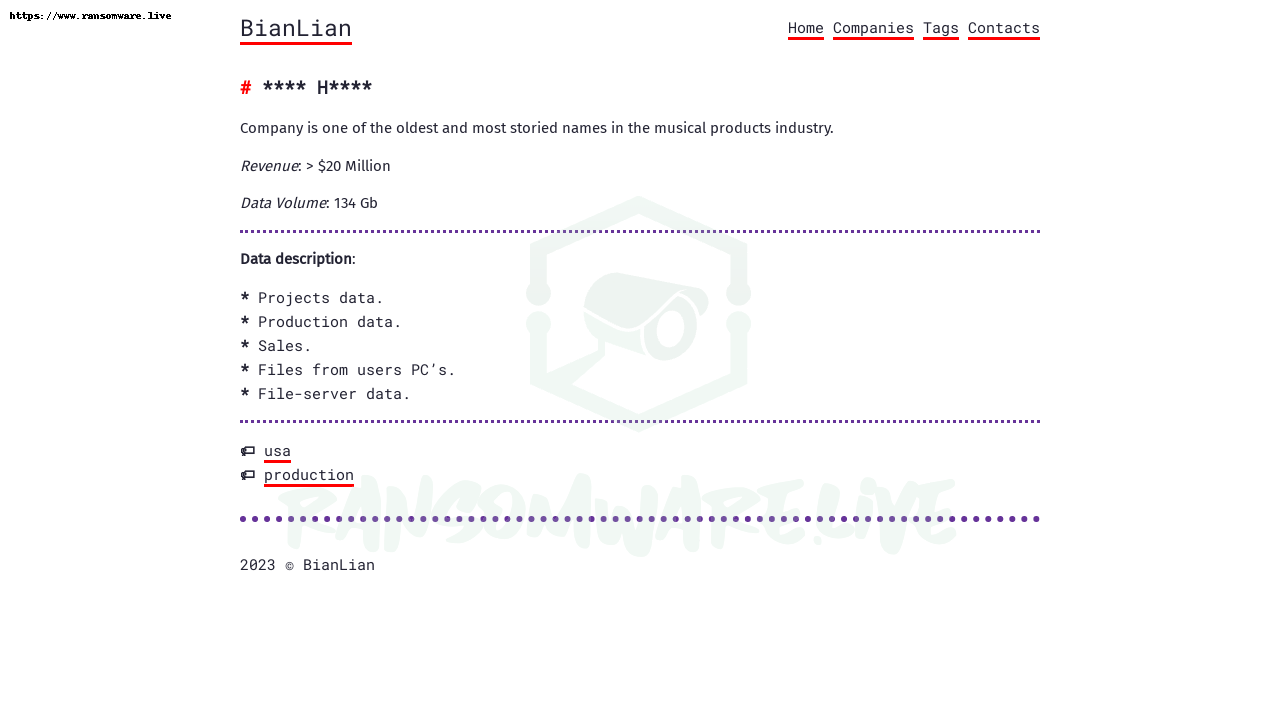 https://www.ransomware.live
BianLian
Home Companies Tags Contacts
# **** H****
Company is one of the oldest and most storied names in the musical products industry.
Revenue: > $20 Million
Data Volume: 134 Gb
Data description:
* Projects data.
* Production data.
* Sales.
* Files from users PC’s.
* File-server data.
usa
production
RANSOMWARE.LIVE
2023 © BianLian